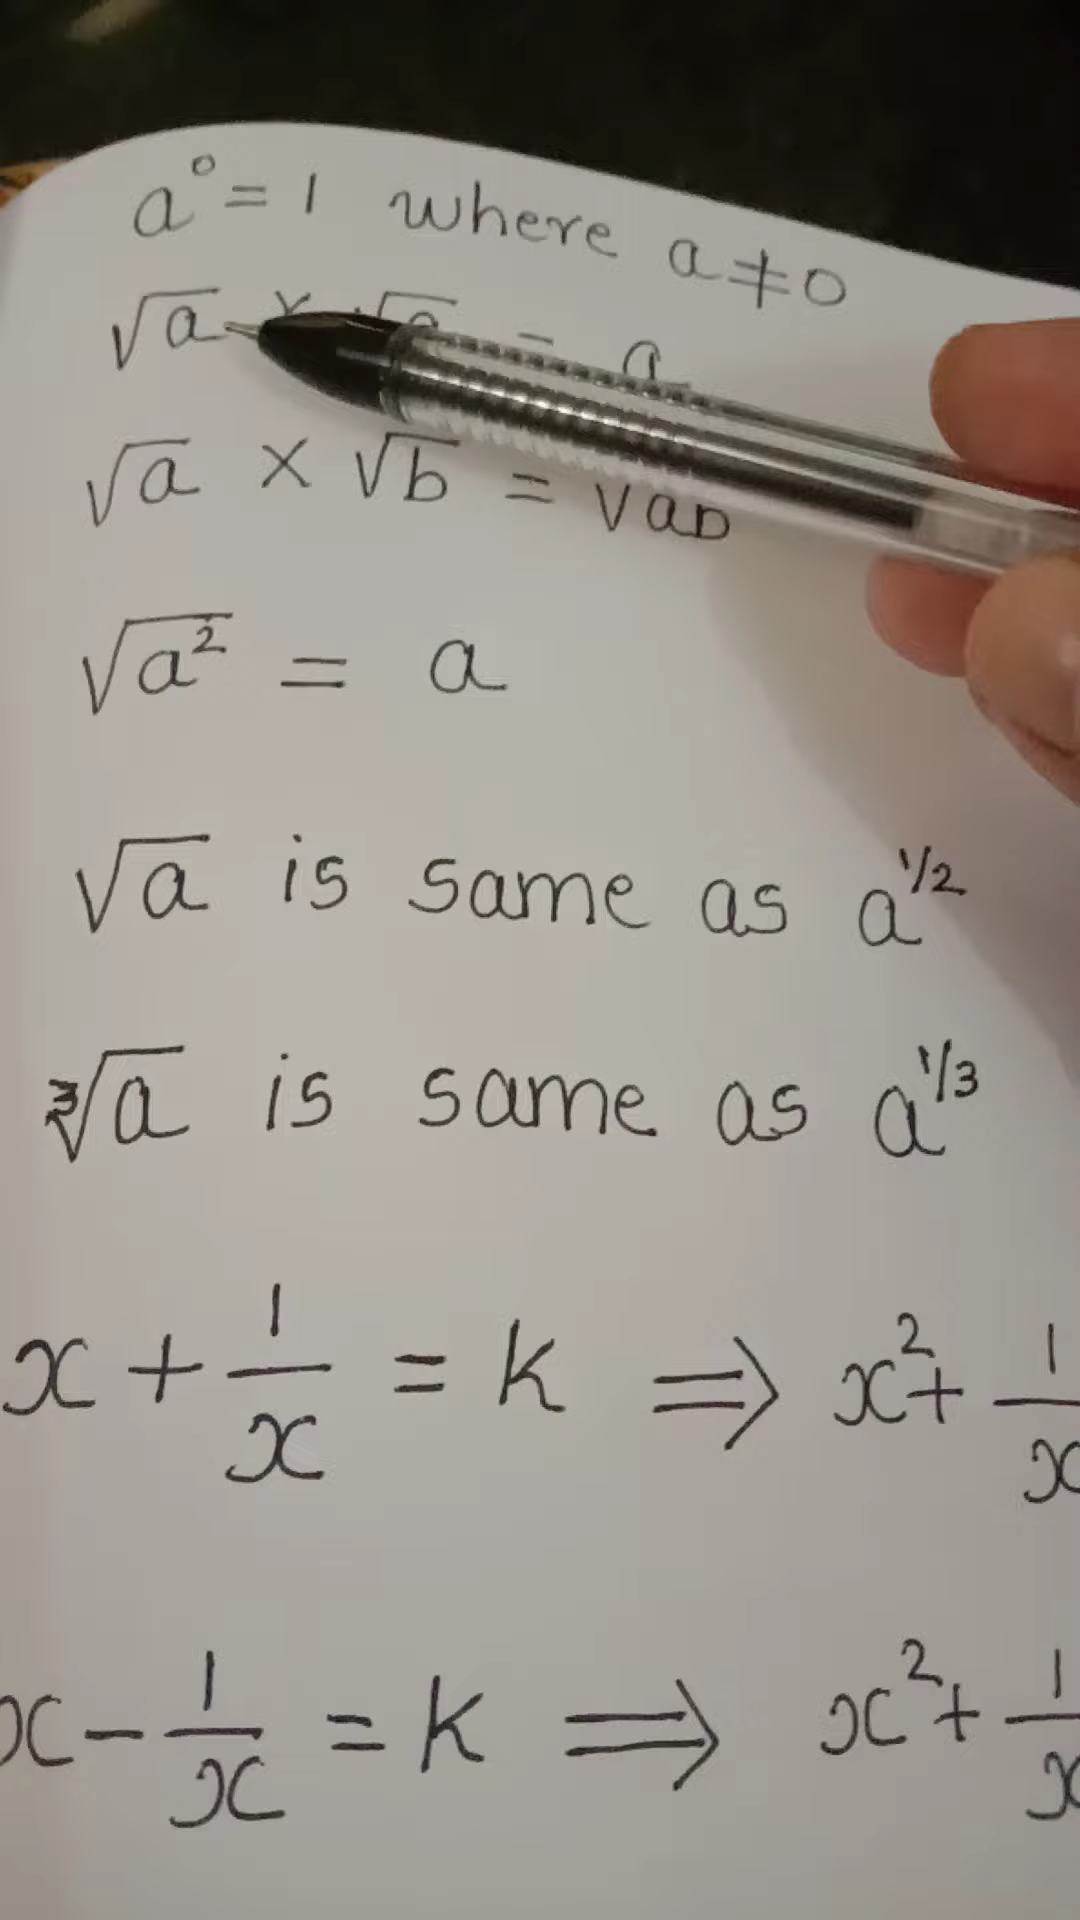 a⁰ = 1 where a ≠ 0
√a × √a = a
√a × √b = √ab
√a² = a
√a is same as a^1/2
∛a is same as a^1/3
x + 1/x = k ⟹ x² + 1/x
x - 1/x = k ⟹ x² + 1/x